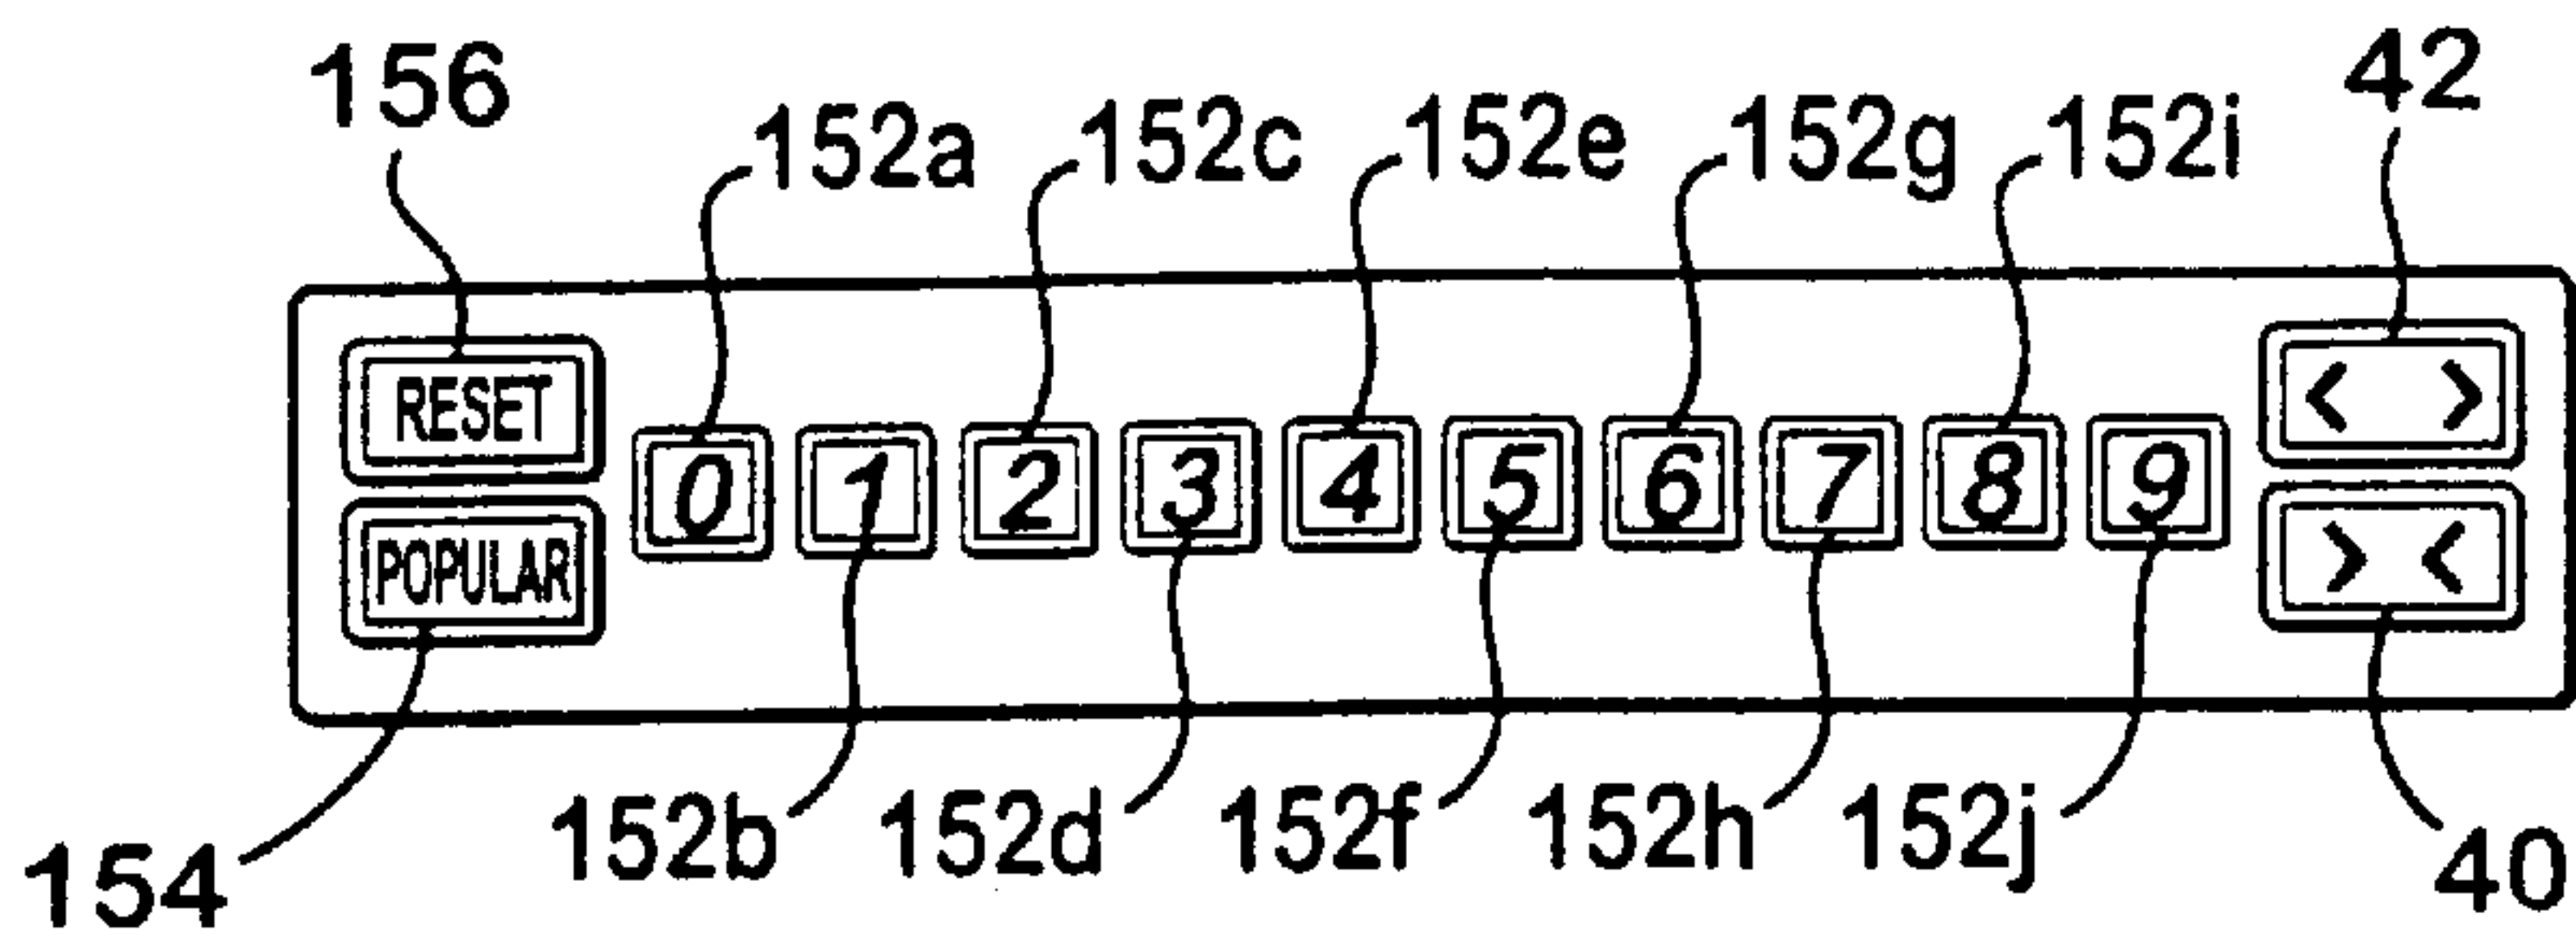 156 42
152a 152c 152e 152g 152i
RESET < >
0 1 2 3 4 5 6 7 8 9
POPULAR > <
152b 152d 152f 152h 152j
154 40